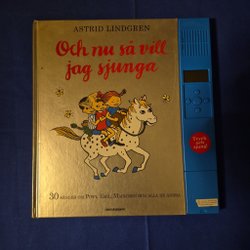 ASTRID LINDGREN
Och nu så vill
jag sjunga
Tryck och
sjung!
30 SÅNGER OM PIPPI, EMIL, MADICKEN OCH ALLA DE ANDRA